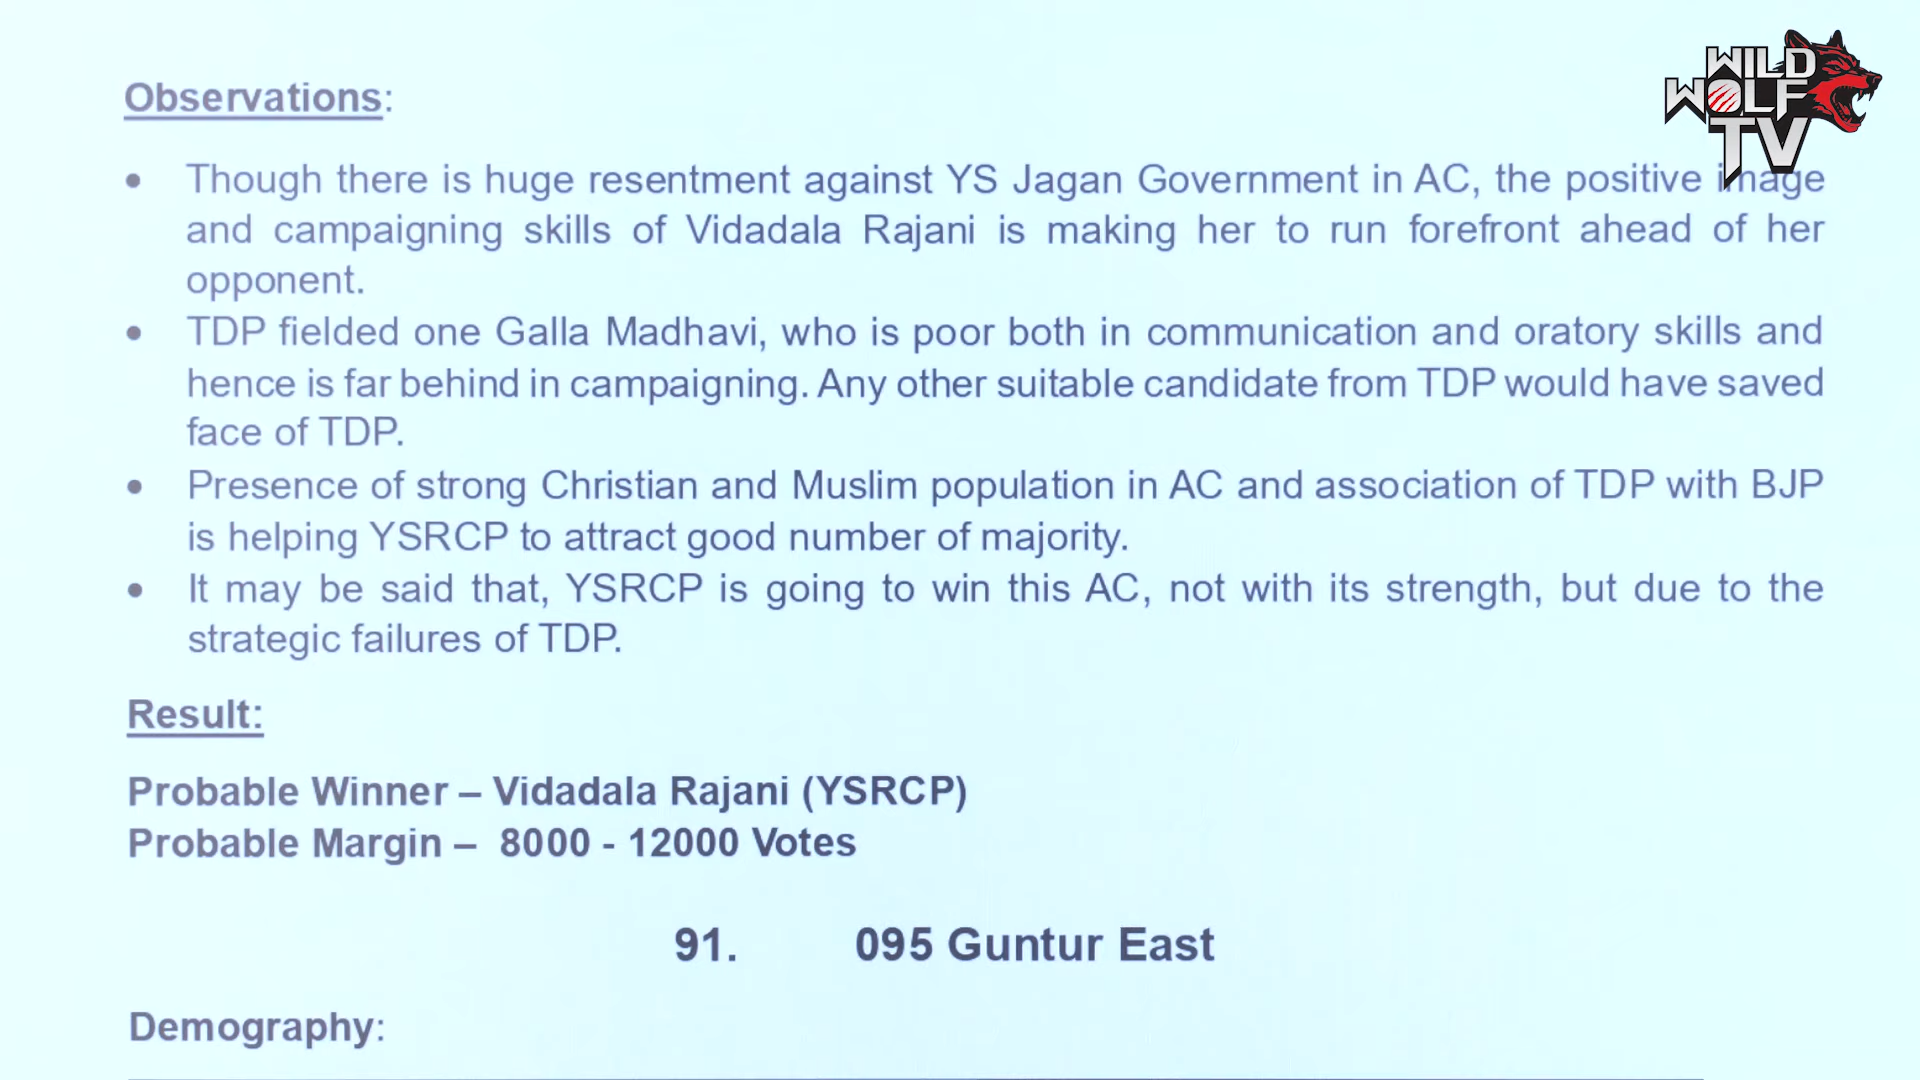 WILD
WOLF
TV
Observations:
• Though there is huge resentment against YS Jagan Government in AC, the positive image
and campaigning skills of Vidadala Rajani is making her to run forefront ahead of her
opponent.
• TDP fielded one Galla Madhavi, who is poor both in communication and oratory skills and
hence is far behind in campaigning. Any other suitable candidate from TDP would have saved
face of TDP.
• Presence of strong Christian and Muslim population in AC and association of TDP with BJP
is helping YSRCP to attract good number of majority.
• It may be said that, YSRCP is going to win this AC, not with its strength, but due to the
strategic failures of TDP.
Result:
Probable Winner – Vidadala Rajani (YSRCP)
Probable Margin – 8000 - 12000 Votes
91. 095 Guntur East
Demography: